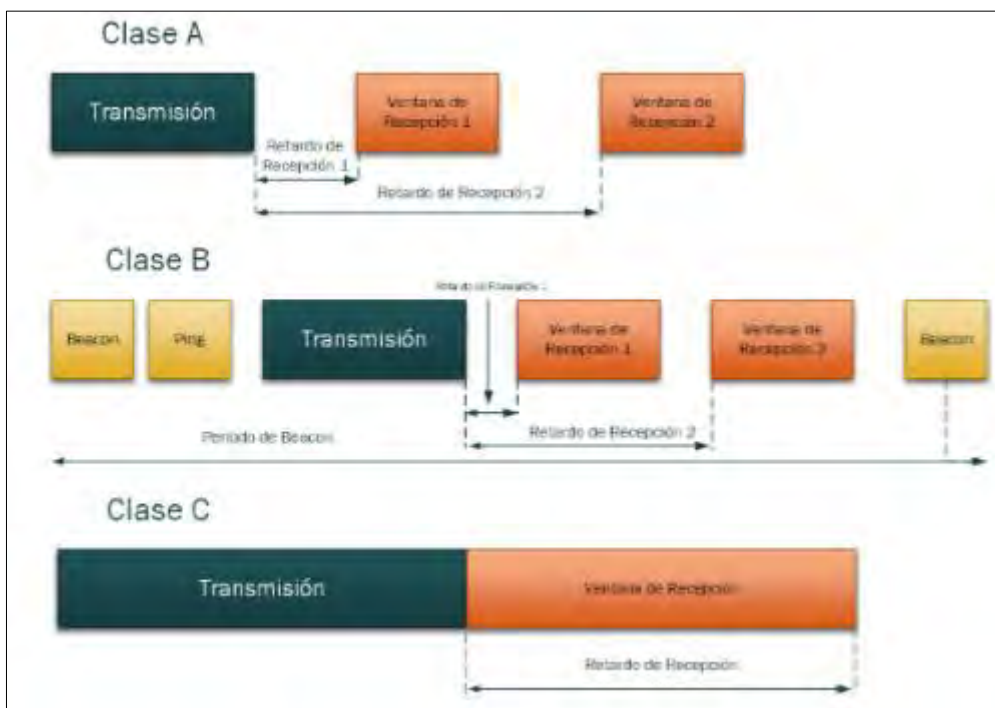 Clase A
Transmisión
Ventana de
Recepción 1
Ventana de
Recepción 2
Retardo de
Recepción 1
Retardo de Recepción 2
Clase B
Beacon
Ping
Transmisión
Ventana de
Recepción 1
Ventana de
Recepción 2
Beacon
Periodo de Beacon
Retardo de Recepción 2
Clase C
Transmisión
Ventana de Recepción
Retardo de Recepción